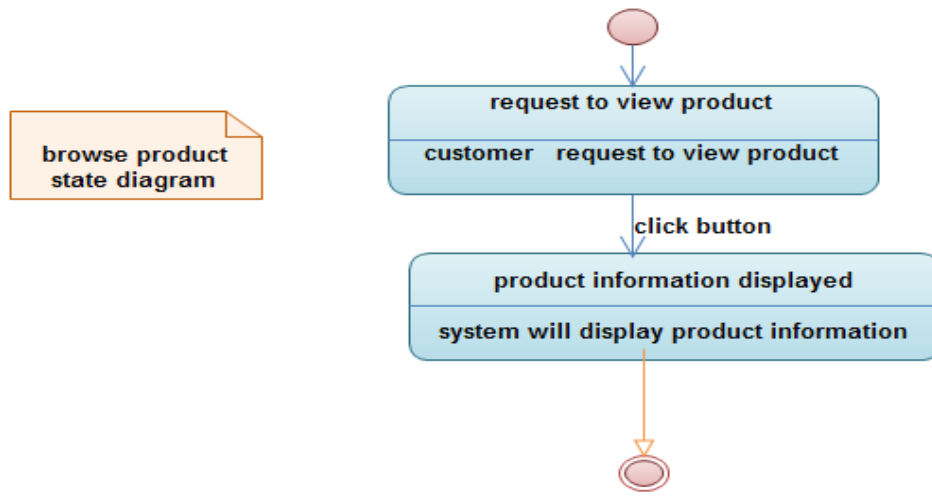 request to view product
customer request to view product
browse product
state diagram
click button
product information displayed
system will display product information